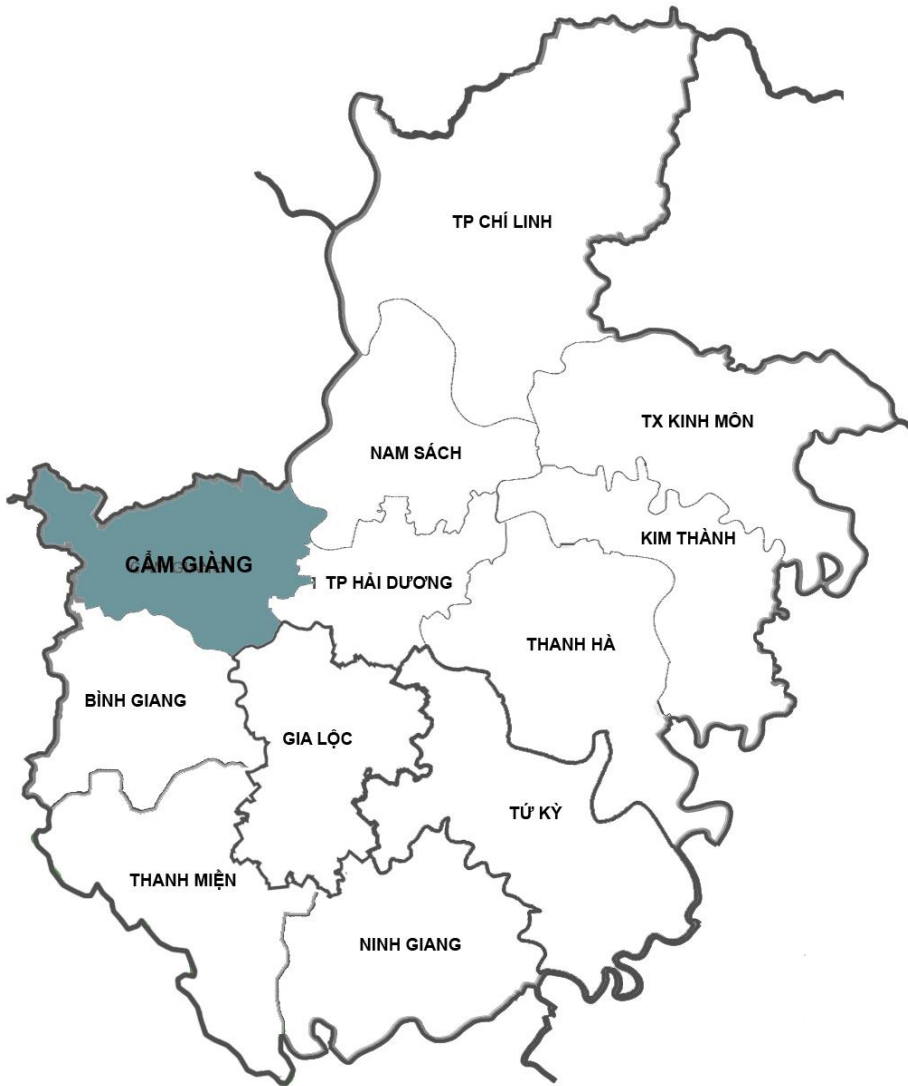 TP CHÍ LINH
TX KINH MÔN
NAM SÁCH
KIM THÀNH
CẨM GIÀNG
TP HẢI DƯƠNG
THANH HÀ
BÌNH GIANG
GIA LỘC
TỨ KỲ
THANH MIỆN
NINH GIANG